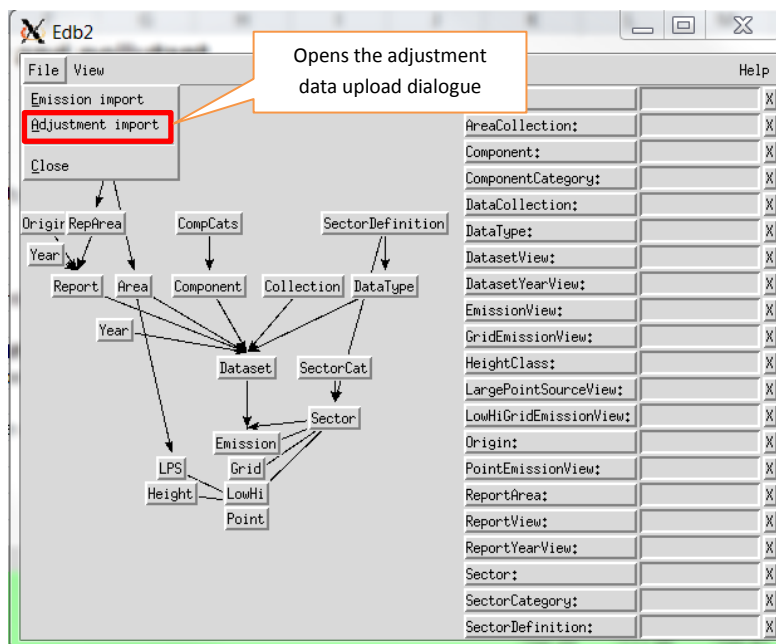 Edb2
Opens the adjustment
data upload dialogue
File View
Help
Emission import
Adjustment import
Close
X
AreaCollection: X
Component: X
ComponentCategory: X
DataCollection: X
DataType: X
DatasetView: X
DatasetYearView: X
EmissionView: X
GridEmissionView: X
HeightClass: X
LargePointSourceView: X
LowHiGridEmissionView: X
Origin: X
PointEmissionView: X
ReportArea: X
ReportView: X
ReportYearView: X
Sector: X
SectorCategory: X
SectorDefinition: X
Origin RepArea CompCats SectorDefinition
Year
Report Area Component Collection DataType
Year
Dataset SectorCat
Sector
Emission
LPS Grid
Height LowHi
Point